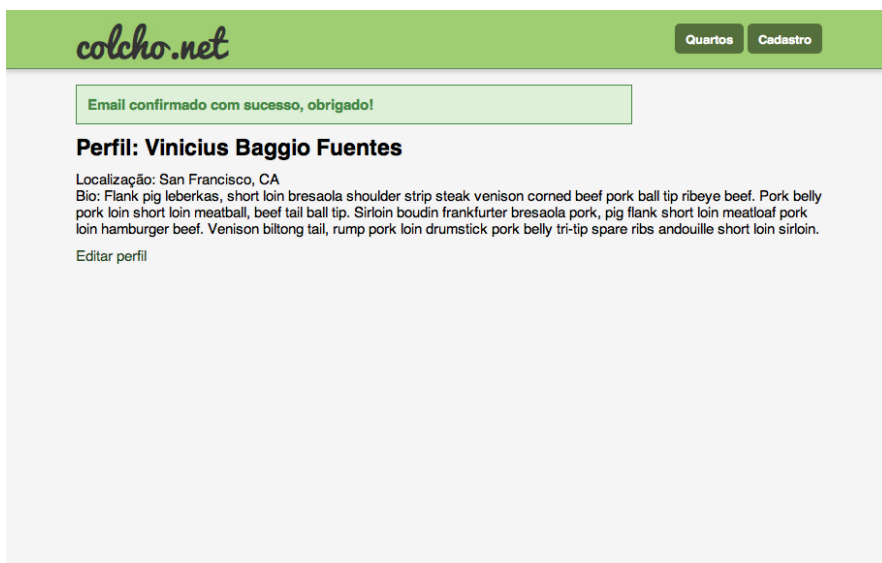 colcho.net
Quartos Cadastro
Email confirmado com sucesso, obrigado!
Perfil: Vinicius Baggio Fuentes
Localização: San Francisco, CA
Bio: Flank pig leberkas, short loin bresaola shoulder strip steak venison corned beef pork ball tip ribeye beef. Pork belly
pork loin short loin meatball, beef tail ball tip. Sirloin boudin frankfurter bresaola pork, pig flank short loin meatloaf pork
loin hamburger beef. Venison biltong tail, rump pork loin drumstick pork belly tri-tip spare ribs andouille short loin sirloin.
Editar perfil